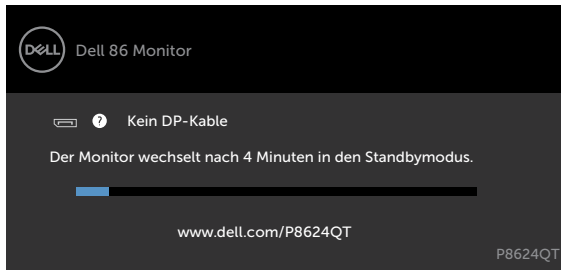 DELL Dell 86 Monitor
? Kein DP-Kable
Der Monitor wechselt nach 4 Minuten in den Standbymodus.
www.dell.com/P8624QT
P8624QT